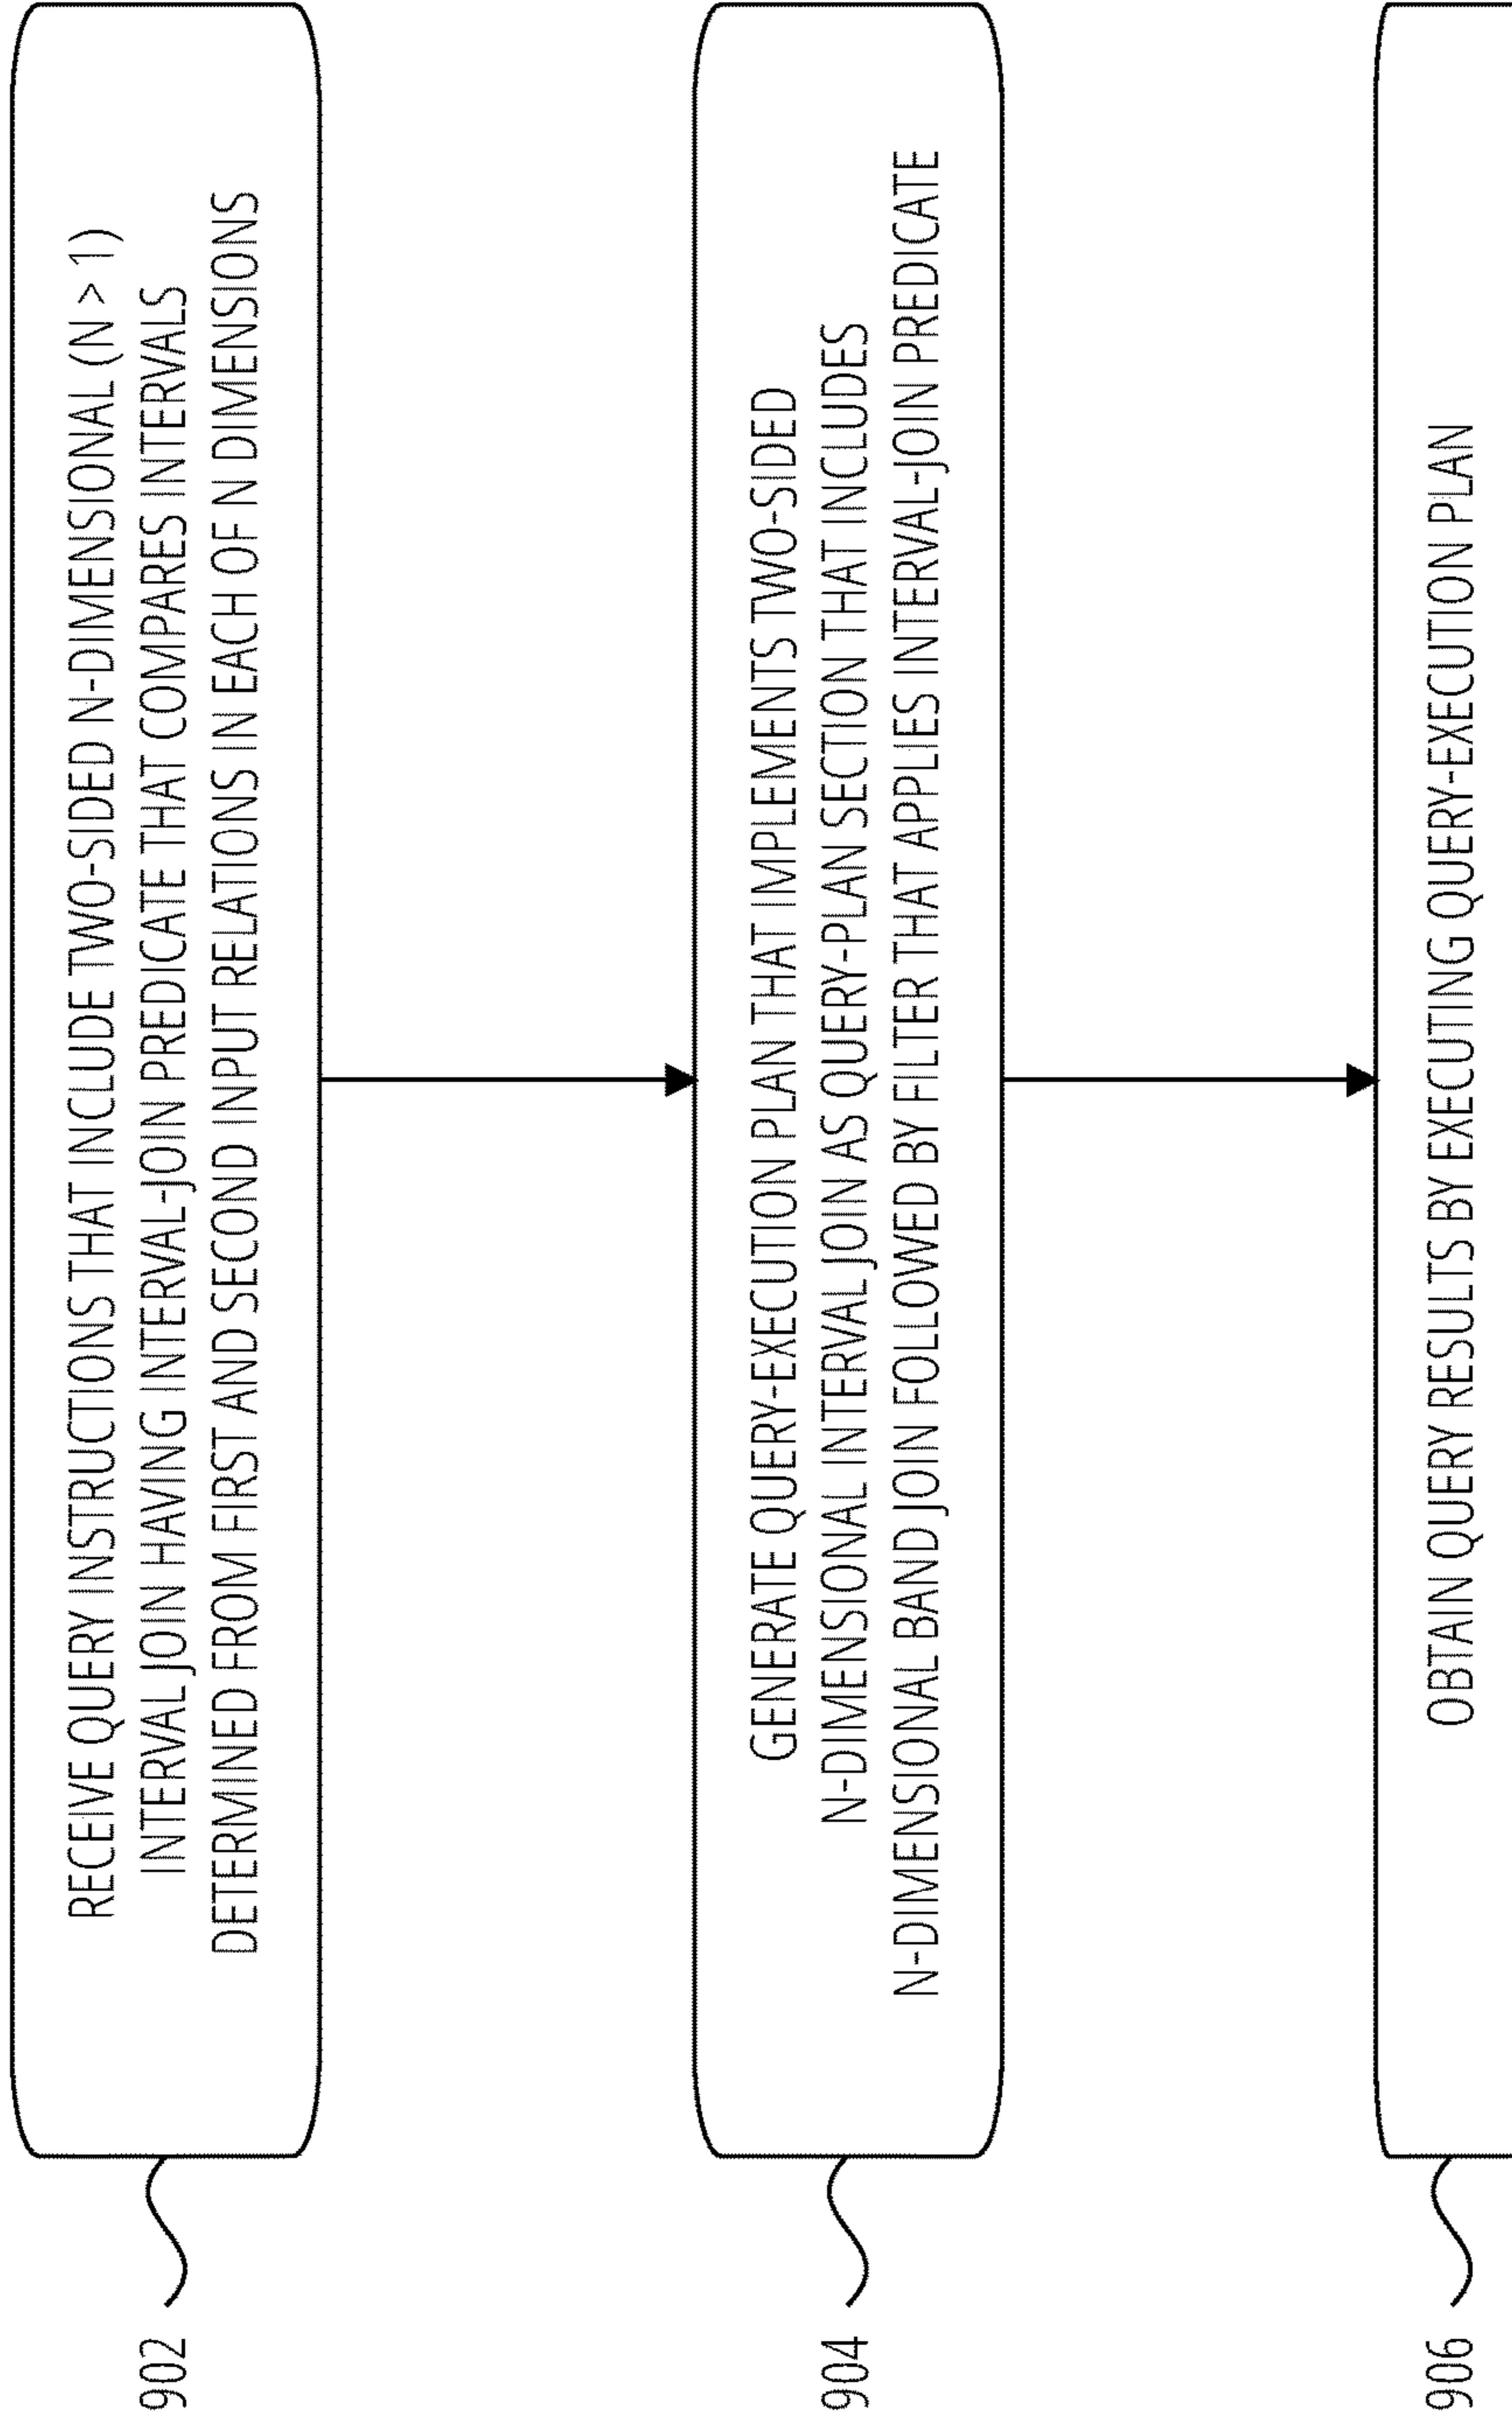 902
RECEIVE QUERY INSTRUCTIONS THAT INCLUDE TWO-SIDED N-DIMENSIONAL (N > 1)
INTERVAL JOIN HAVING INTERVAL-JOIN PREDICATE THAT COMPARES INTERVALS
DETERMINED FROM FIRST AND SECOND INPUT RELATIONS IN EACH OF N DIMENSIONS
904
GENERATE QUERY-EXECUTION PLAN THAT IMPLEMENTS TWO-SIDED
N-DIMENSIONAL INTERVAL JOIN AS QUERY-PLAN SECTION THAT INCLUDES
N-DIMENSIONAL BAND JOIN FOLLOWED BY FILTER THAT APPLIES INTERVAL-JOIN PREDICATE
906
OBTAIN QUERY RESULTS BY EXECUTING QUERY-EXECUTION PLAN